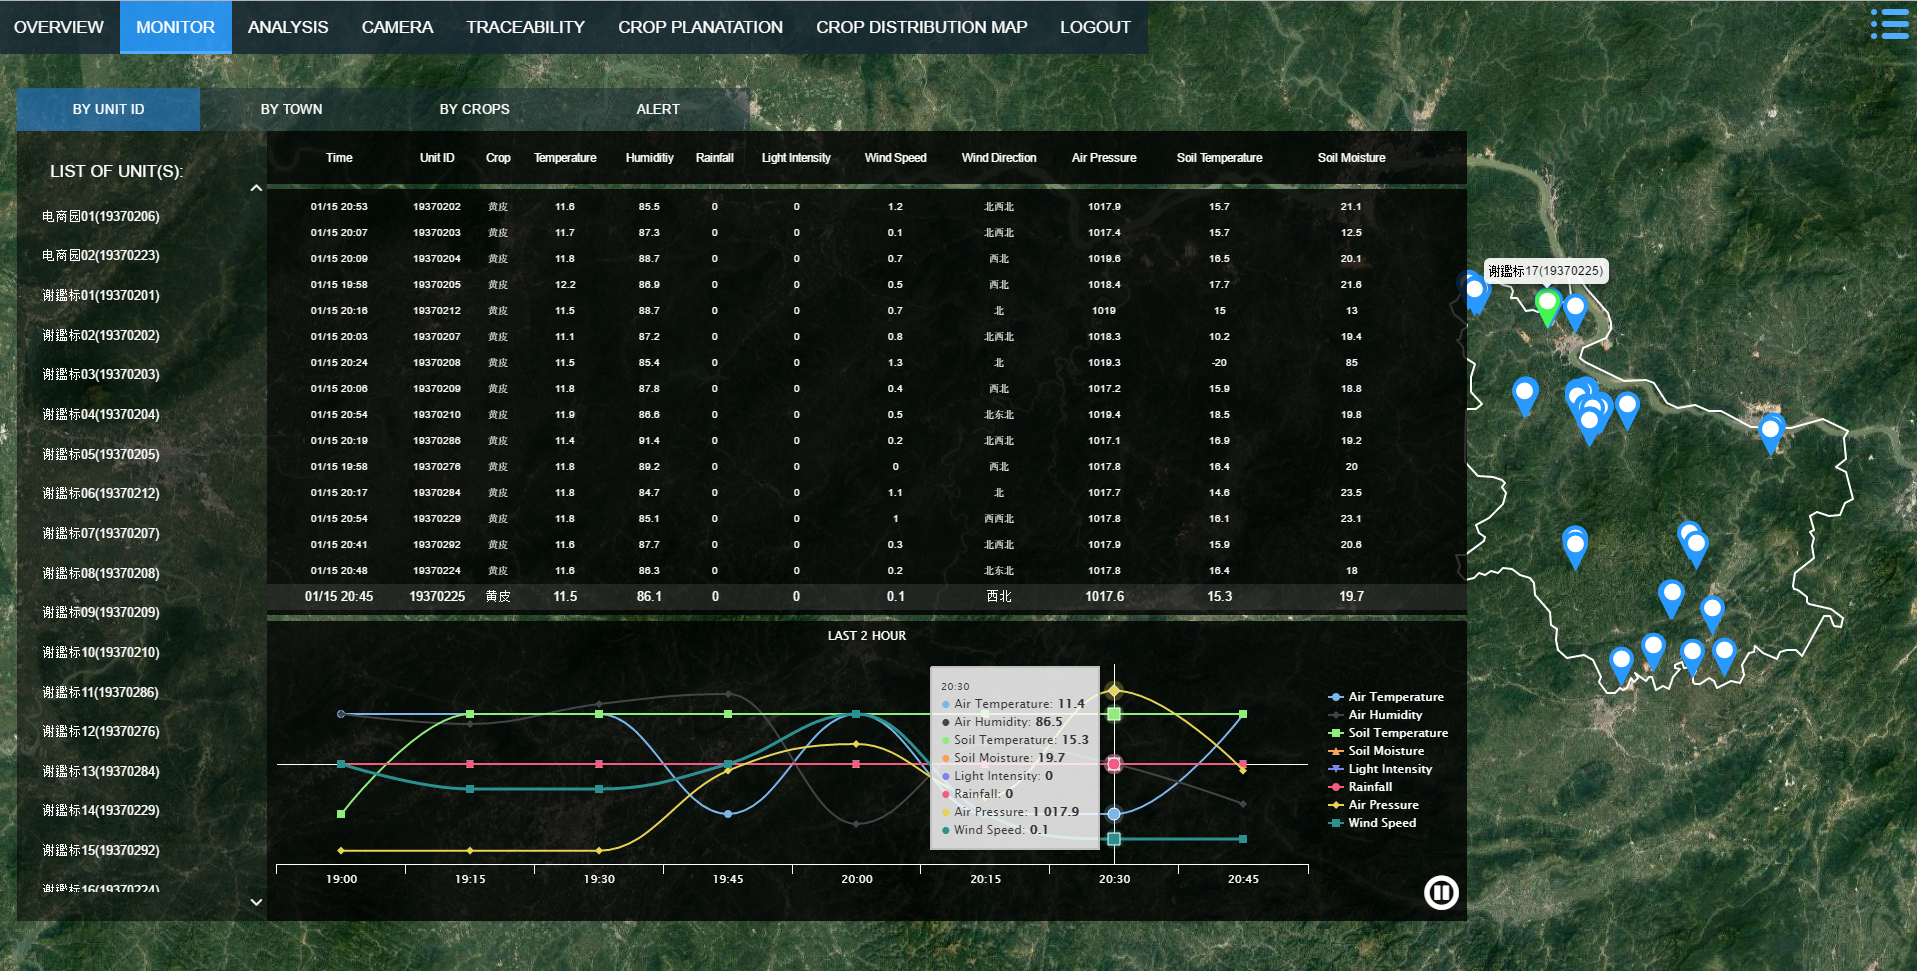 OVERVIEW MONITOR ANALYSIS CAMERA TRACEABILITY CROP PLANATATION CROP DISTRIBUTION MAP LOGOUT
BY UNIT ID BY TOWN BY CROPS ALERT
LIST OF UNIT(S):
电商园01(19370206)
电商园02(19370223)
谢鑑标01(19370201)
谢鑑标02(19370202)
谢鑑标03(19370203)
谢鑑标04(19370204)
谢鑑标05(19370205)
谢鑑标06(19370212)
谢鑑标07(19370207)
谢鑑标08(19370208)
谢鑑标09(19370209)
谢鑑标10(19370210)
谢鑑标11(19370286)
谢鑑标12(19370276)
谢鑑标13(19370284)
谢鑑标14(19370229)
谢鑑标15(19370292)
谢鑑标16(19370224)
Time Unit ID Crop Temperature Humiditiy Rainfall Light Intensity Wind Speed Wind Direction Air Pressure Soil Temperature Soil Moisture
01/15 20:53 19370202 黄皮 11.6 85.5 0 0 1.2 北西北 1017.9 15.7 21.1
01/15 20:07 19370203 黄皮 11.7 87.3 0 0 0.1 北西北 1017.4 15.7 12.5
01/15 20:09 19370204 黄皮 11.8 88.7 0 0 0.7 西北 1019.6 16.5 20.1
01/15 19:58 19370205 黄皮 12.2 86.9 0 0 0.5 西北 1018.4 17.7 21.6
01/15 20:16 19370212 黄皮 11.5 88.7 0 0 0.7 北 1019 15 13
01/15 20:03 19370207 黄皮 11.1 87.2 0 0 0.8 北西北 1018.3 10.2 19.4
01/15 20:24 19370208 黄皮 11.5 85.4 0 0 1.3 北 1019.3 -20 85
01/15 20:06 19370209 黄皮 11.8 87.8 0 0 0.4 西北 1017.2 15.9 18.8
01/15 20:54 19370210 黄皮 11.9 86.6 0 0 0.5 北东北 1019.4 18.5 19.8
01/15 20:19 19370286 黄皮 11.4 91.4 0 0 0.2 北西北 1017.1 16.9 19.2
01/15 19:58 19370276 黄皮 11.8 89.2 0 0 0 西北 1017.8 16.4 20
01/15 20:17 19370284 黄皮 11.8 84.7 0 0 1.1 北 1017.7 14.6 23.5
01/15 20:54 19370229 黄皮 11.8 85.1 0 0 1 西西北 1017.8 16.1 23.1
01/15 20:41 19370292 黄皮 11.6 87.7 0 0 0.3 北西北 1017.9 15.9 20.6
01/15 20:48 19370224 黄皮 11.6 86.3 0 0 0.2 北东北 1017.8 16.4 18
01/15 20:45 19370225 黄皮 11.5 86.1 0 0 0.1 西北 1017.6 15.3 19.7
谢鑑标17(19370225)
LAST 2 HOUR
20:30
Air Temperature: 11.4
Air Humidity: 86.5
Soil Temperature: 15.3
Soil Moisture: 19.7
Light Intensity: 0
Rainfall: 0
Air Pressure: 1 017.9
Wind Speed: 0.1
Air Temperature
Air Humidity
Soil Temperature
Soil Moisture
Light Intensity
Rainfall
Air Pressure
Wind Speed
19:00 19:15 19:30 19:45 20:00 20:15 20:30 20:45